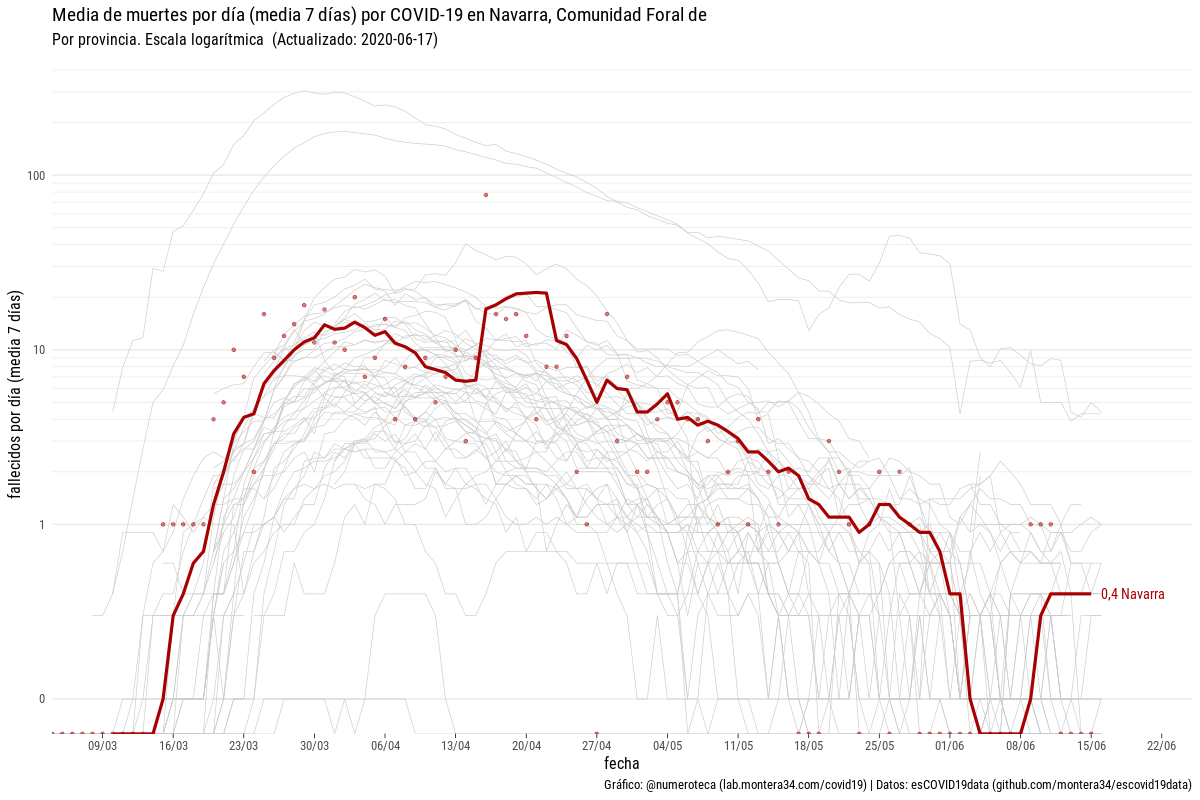 Media de muertes por día (media 7 días) por COVID-19 en Navarra, Comunidad Foral de
Por provincia. Escala logarítmica (Actualizado: 2020-06-17)
fallecidos por día (media 7 días)
100
10
1
0
0,4 Navarra
09/03 16/03 23/03 30/03 06/04 13/04 20/04 27/04 04/05 11/05 18/05 25/05 01/06 08/06 15/06 22/06
fecha
Gráfico: @numeroteca (lab.montera34.com/covid19) | Datos: esCOVID19data (github.com/montera34/escovid19data)